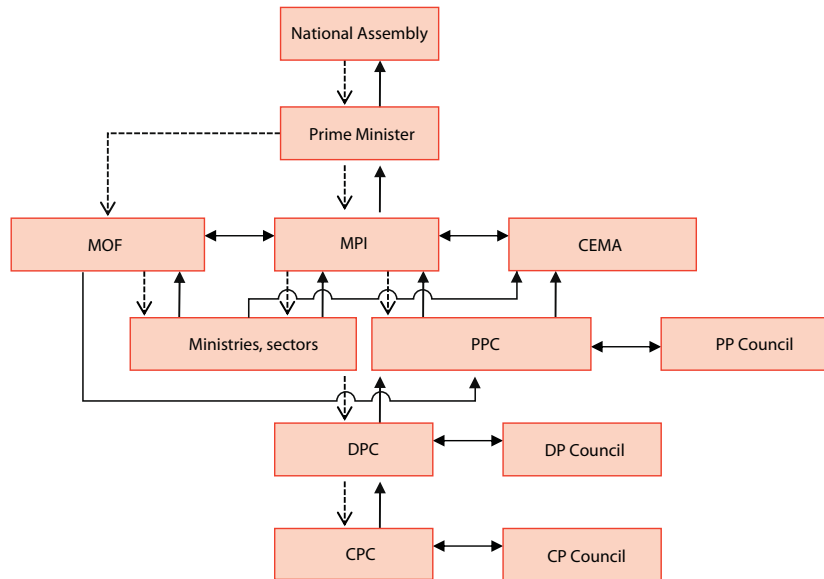 National Assembly
Prime Minister
MOF
MPI
CEMA
Ministries, sectors
PPC
PP Council
DPC
DP Council
CPC
CP Council